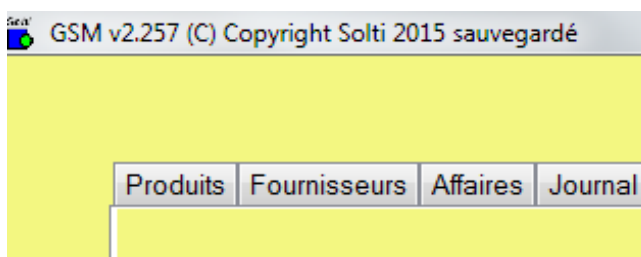 GSM v2.257 (C) Copyright Solti 2015 sauvegardé
Produits Fournisseurs Affaires Journal